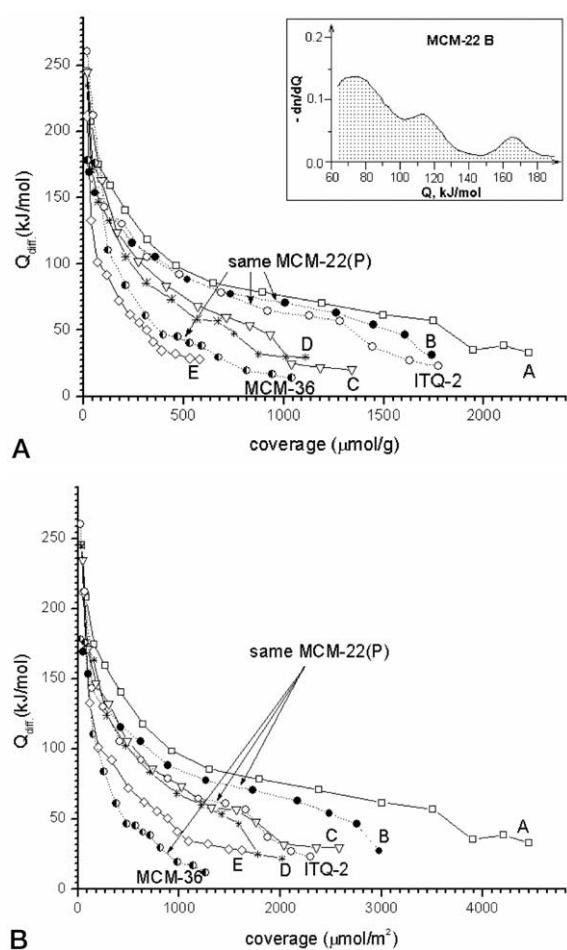 A
250
200
150
100
50
0
Q_diff.(kJ/mol)
MCM-22 B
0.2
0.1
0.0
- dn/dQ
60 80 100 120 140 160 180
Q, kJ/mol
same MCM-22(P)
E
MCM-36
D
C
ITQ-2
B
A
0 500 1000 1500 2000
coverage (μmol/g)
B
250
200
150
100
50
0
Q_diff.(kJ/mol)
same MCM-22(P)
MCM-36
E
D
ITQ-2
C
B
A
0 1000 2000 3000 4000
coverage (μmol/m²)